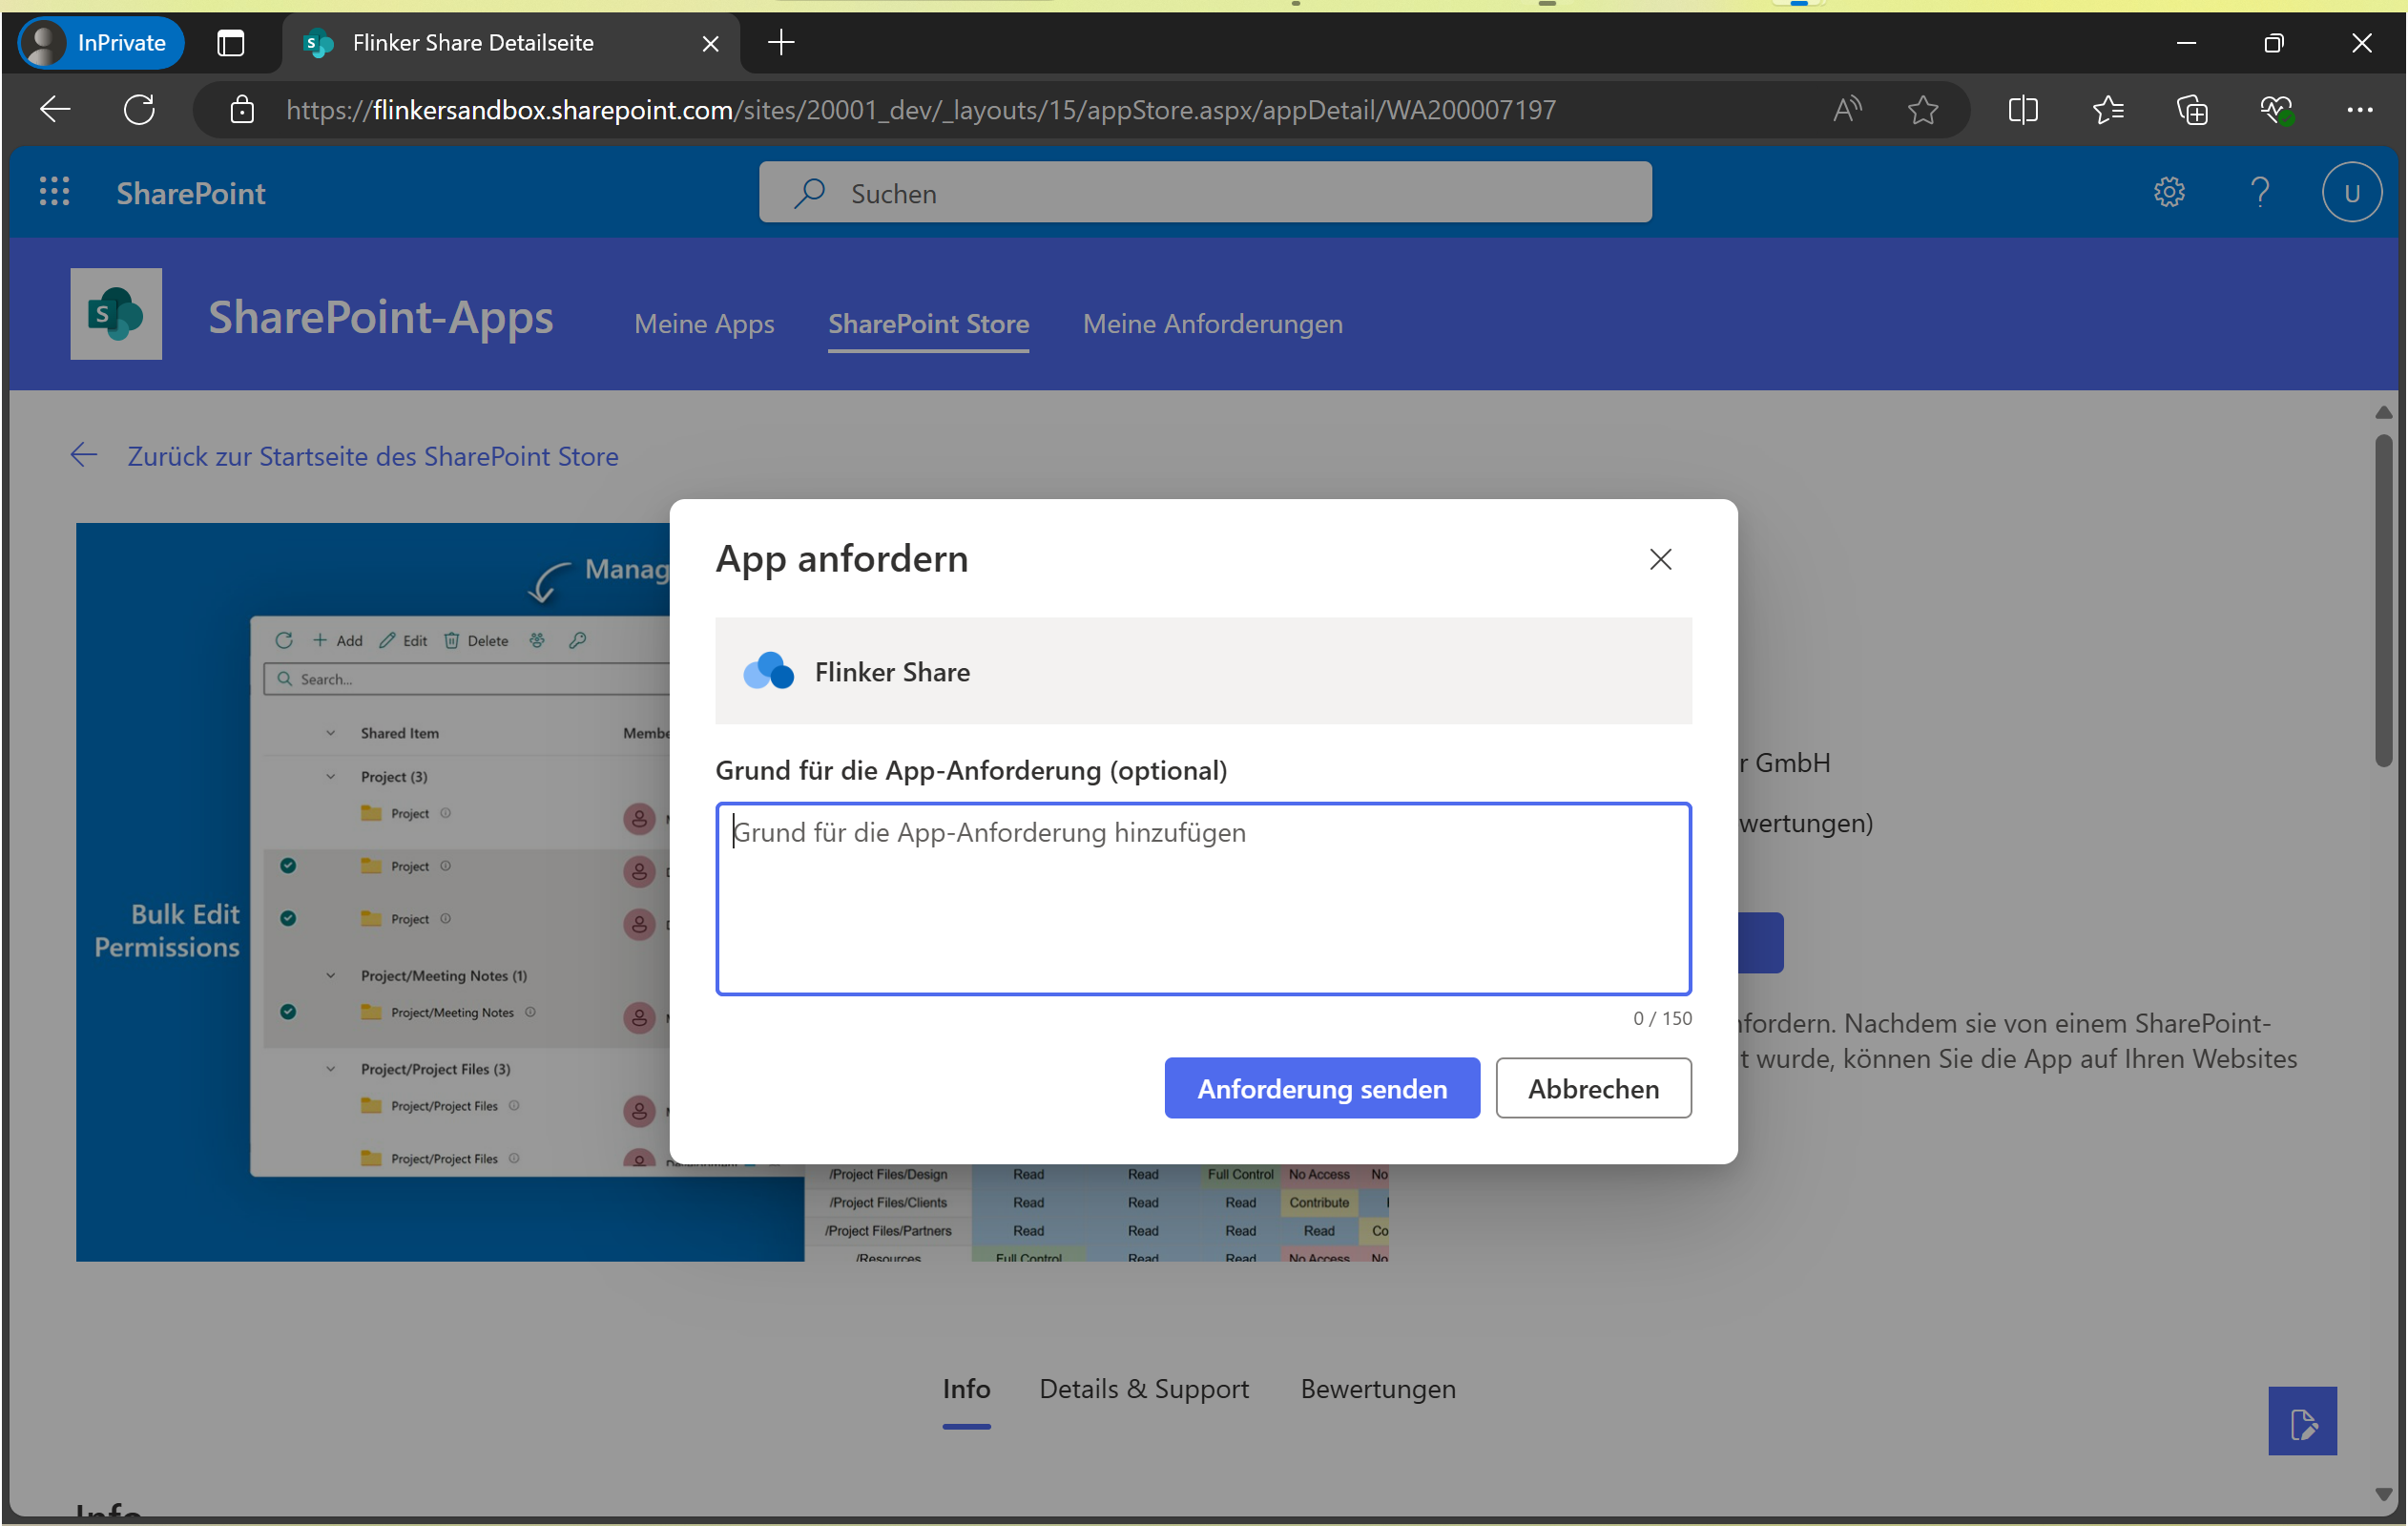 InPrivate
Flinker Share Detailseite
https://flinkersandbox.sharepoint.com/sites/20001_dev/_layouts/15/appStore.aspx/appDetail/WA200007197
SharePoint
Suchen
U
SharePoint-Apps
Meine Apps
SharePoint Store
Meine Anforderungen
Zurück zur Startseite des SharePoint Store
Manag
Add Edit Delete
Search...
Shared Item
Membe
Project (3)
Project
Project
Project
Project/Meeting Notes (1)
Project/Meeting Notes
Project/Project Files (3)
Project/Project Files
Project/Project Files
Bulk Edit
Permissions
App anfordern
Flinker Share
Grund für die App-Anforderung (optional)
Grund für die App-Anforderung hinzufügen
0 / 150
Anforderung senden
Abbrechen
r GmbH
wertungen)
nfordern. Nachdem sie von einem SharePoint-
t wurde, können Sie die App auf Ihren Websites
/Project Files/Design Read Read Full Control No Access No
/Project Files/Clients Read Read Read Contribute
/Project Files/Partners Read Read Read Read Co
/Resources Full Control Read Read No Access No
Info
Details & Support
Bewertungen
Info